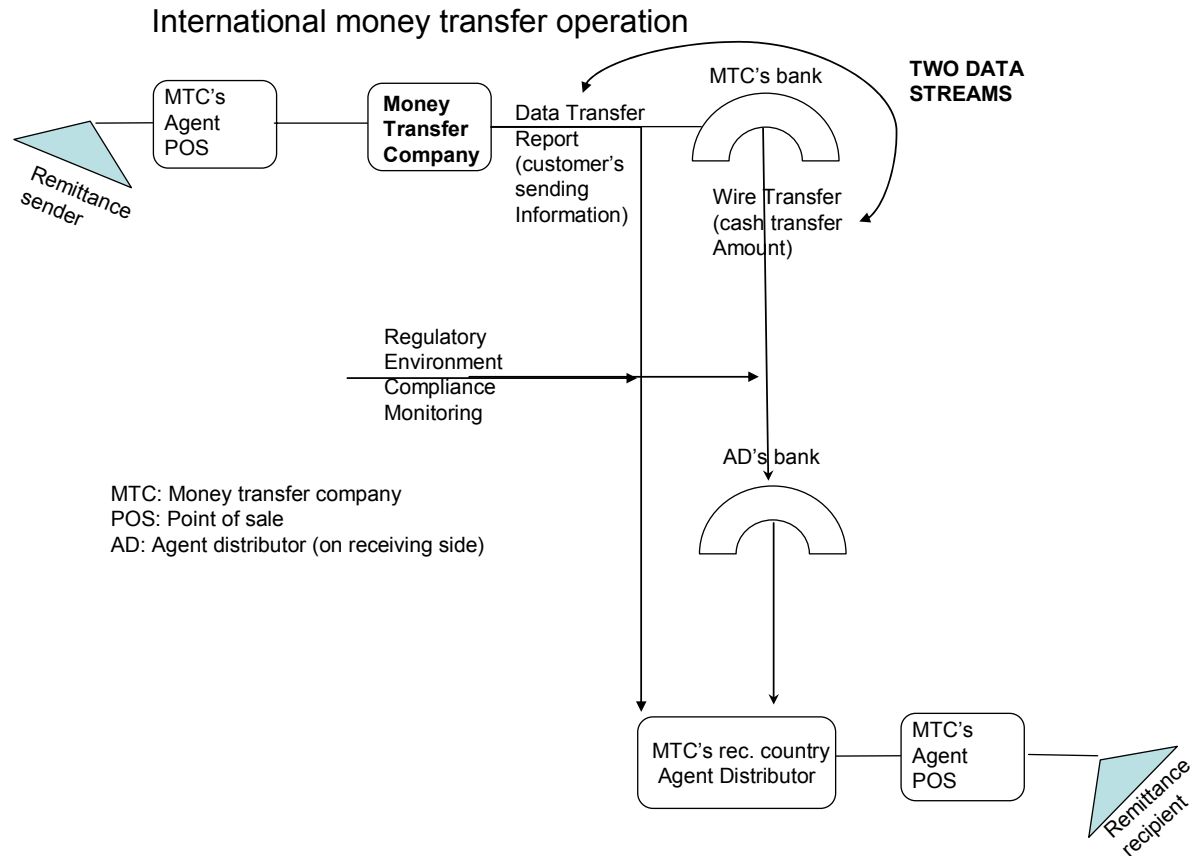 International money transfer operation
MTC's
Agent
POS
Money
Transfer
Company
Data Transfer
Report
(customer's
sending
Information)
MTC's bank
TWO DATA
STREAMS
Remittance
sender
Wire Transfer
(cash transfer
Amount)
Regulatory
Environment
Compliance
Monitoring
AD's bank
MTC: Money transfer company
POS: Point of sale
AD: Agent distributor (on receiving side)
MTC's rec. country
Agent Distributor
MTC's
Agent
POS
Remittance
recipient